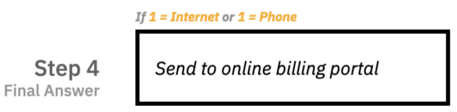 If 1 = Internet or 1 = Phone
Step 4
Final Answer
Send to online billing portal